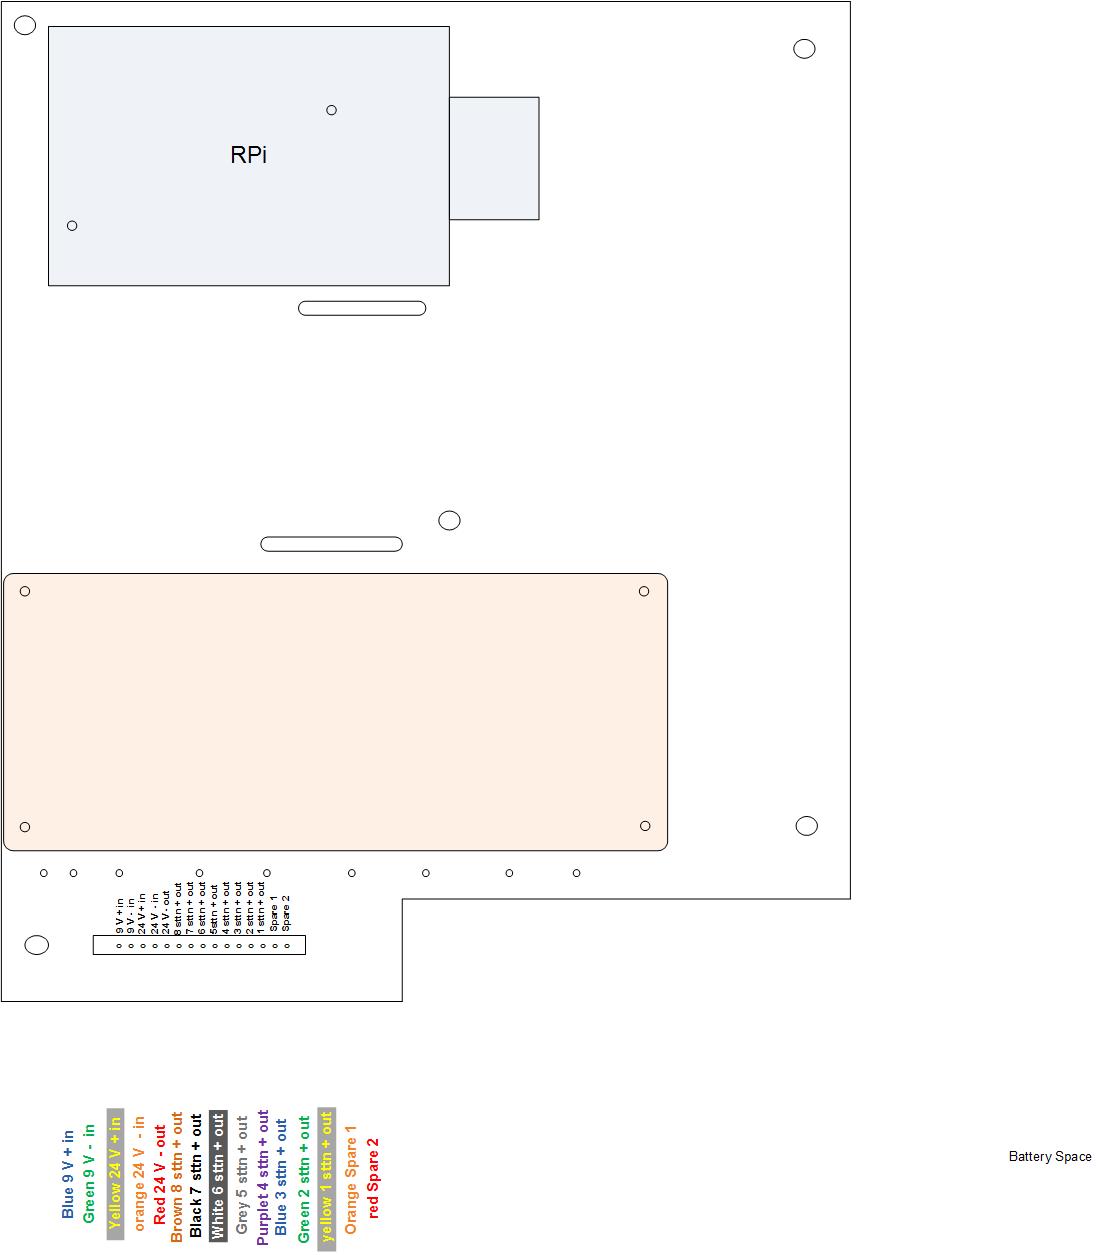 RPi
9 V + in
9 V - in
24 V + in
24 V - in
24 V - out
8 sttn + out
7 sttn + out
6 sttn + out
5sttn + out
4 sttn + out
3 sttn + out
2 sttn + out
1 sttn + out
Spare 1
Spare 2
Blue 9 V + in
Green 9 V - in
Yellow 24 V + in
orange 24 V - in
Red 24 V - out
Brown 8 sttn + out
Black 7 sttn + out
White 6 sttn + out
Grey 5 sttn + out
Purplet 4 sttn + out
Blue 3 sttn + out
Green 2 sttn + out
yellow 1 sttn + out
Orange Spare 1
red Spare 2
Battery Space